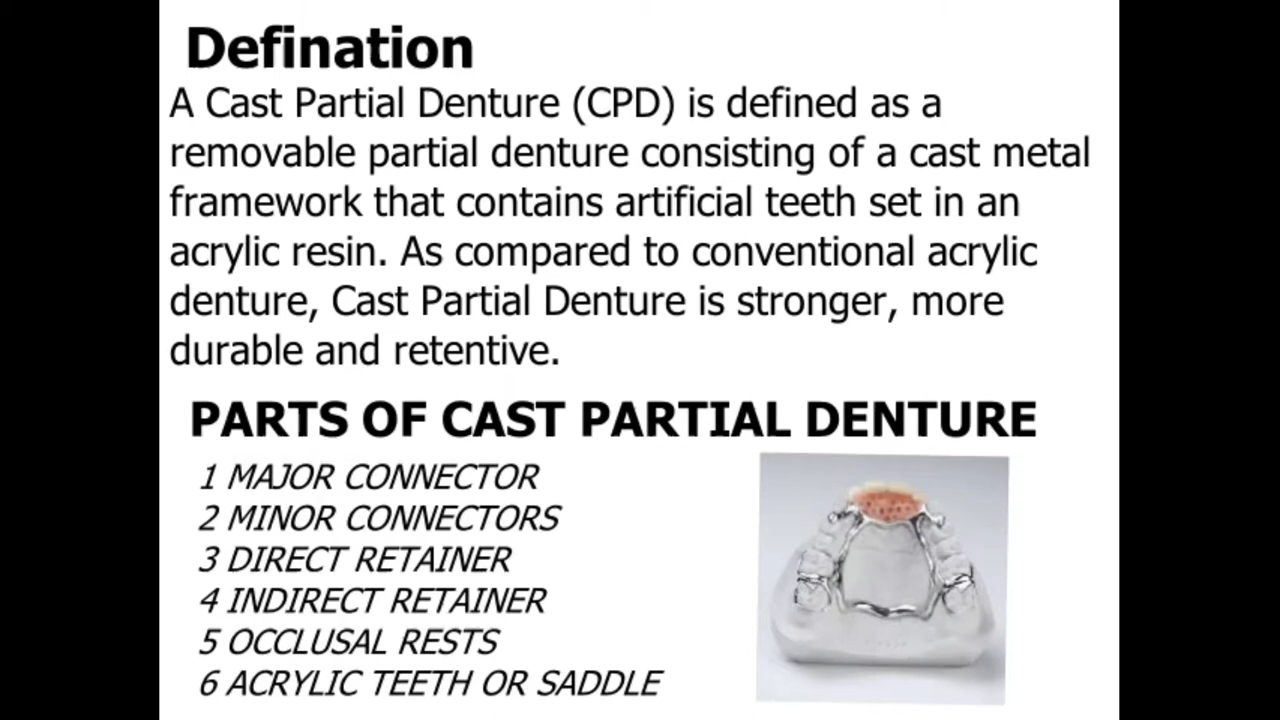 Defination
A Cast Partial Denture (CPD) is defined as a
removable partial denture consisting of a cast metal
framework that contains artificial teeth set in an
acrylic resin. As compared to conventional acrylic
denture, Cast Partial Denture is stronger, more
durable and retentive.
PARTS OF CAST PARTIAL DENTURE
1 MAJOR CONNECTOR
2 MINOR CONNECTORS
3 DIRECT RETAINER
4 INDIRECT RETAINER
5 OCCLUSAL RESTS
6 ACRYLIC TEETH OR SADDLE